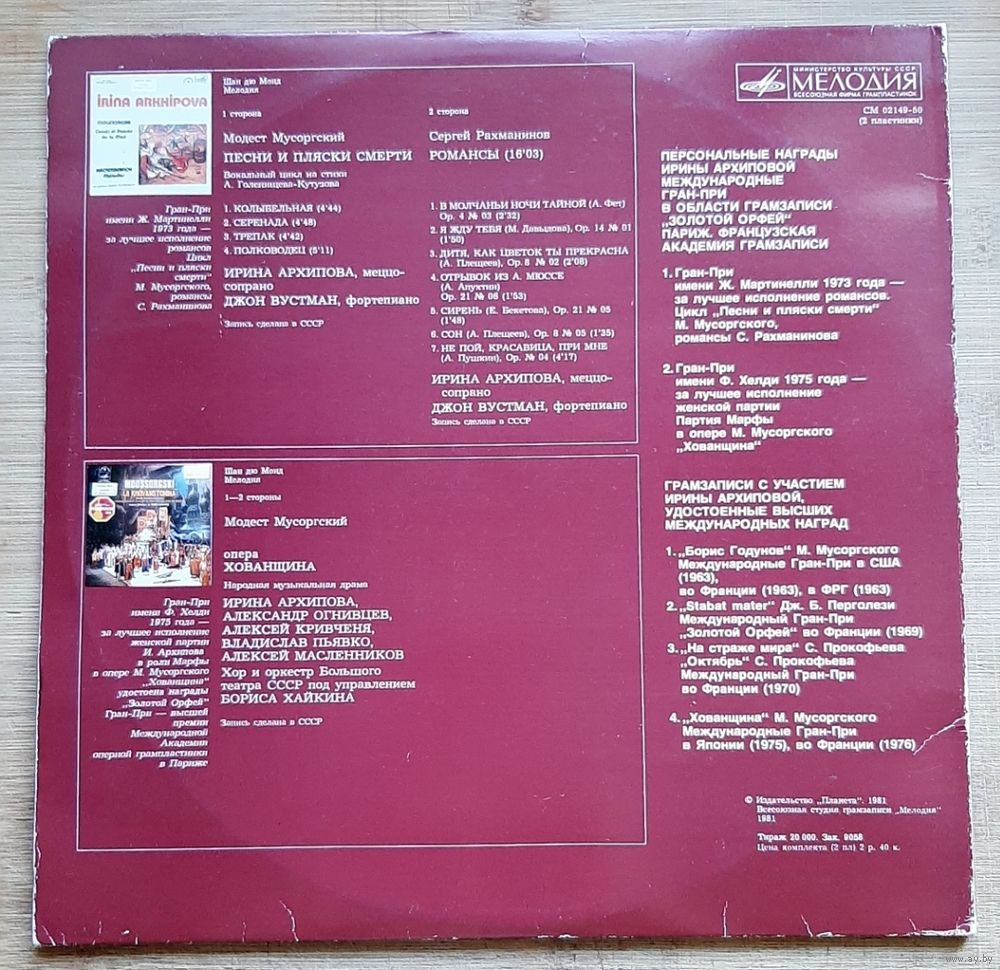 IRINA ARKHIPOVA
Шан дю Монд
Мелодия
1 сторона
Модест Мусоргский
ПЕСНИ И ПЛЯСКИ СМЕРТИ
Вокальный цикл на стихи
А. Голенищева-Кутузова
1. КОЛЫБЕЛЬНАЯ (4'44)
2. СЕРЕНАДА (4'48)
3. ТРЕПАК (4'42)
4. ПОЛКОВОДЕЦ (5'11)
ИРИНА АРХИПОВА, меццо-
сопрано
ДЖОН ВУСТМАН, фортепиано
Запись сделана в СССР
2 сторона
Сергей Рахманинов
РОМАНСЫ (16'03)
1. В МОЛЧАНЬИ НОЧИ ТАЙНОЙ (А. Фет)
Ор. 4 № 03 (2'32)
2. Я ЖДУ ТЕБЯ (М. Давыдова), Ор. 14 № 01
(1'50)
3. ДИТЯ, КАК ЦВЕТОК ТЫ ПРЕКРАСНА
(А. Плещеев), Ор. 8 № 02 (2'08)
4. ОТРЫВОК ИЗ А. МЮССЕ
(А. Апухтин)
Ор. 21 № 06 (1'53)
5. СИРЕНЬ (Е. Бекетова), Ор. 21 № 05
(1'48)
6. СОН (А. Плещеев), Ор. 8 № 05 (1'35)
7. НЕ ПОЙ, КРАСАВИЦА, ПРИ МНЕ
(А. Пушкин), Ор. № 04 (4'17)
ИРИНА АРХИПОВА, меццо-
сопрано
ДЖОН ВУСТМАН, фортепиано
Запись сделана в СССР
Гран-При
имени Ж. Мартинелли
1973 года —
за лучшее исполнение
романсов
Цикл
„Песни и пляски
смерти"
М. Мусоргского,
романсы
С. Рахманинова
MOUSSORGSKI
LA KHOVANTCHINA
Шан дю Монд
Мелодия
1—2 стороны
Модест Мусоргский
опера
ХОВАНЩИНА
Народная музыкальная драма
ИРИНА АРХИПОВА,
АЛЕКСАНДР ОГНИВЦЕВ,
АЛЕКСЕЙ КРИВЧЕНЯ,
ВЛАДИСЛАВ ПЬЯВКО,
АЛЕКСЕЙ МАСЛЕННИКОВ
Хор и оркестр Большого
театра СССР под управлением
БОРИСА ХАЙКИНА
Запись сделана в СССР
Гран-При
имени Ф. Хелди
1975 года —
за лучшее исполнение
женской партии
И. Архипова
в роли Марфы
в опере М. Мусоргского
„Хованщина"
удостоена награды
„Золотой Орфей"
Гран-При — высшей
премии
Международной
Академии
оперной грампластинки
в Париже
МИНИСТЕРСТВО КУЛЬТУРЫ СССР
МЕЛОДИЯ
ВСЕСОЮЗНАЯ ФИРМА ГРАМПЛАСТИНОК
СМ 02149-50
(2 пластинки)
ПЕРСОНАЛЬНЫЕ НАГРАДЫ
ИРИНЫ АРХИПОВОЙ
МЕЖДУНАРОДНЫЕ
ГРАН-ПРИ
В ОБЛАСТИ ГРАМЗАПИСИ
„ЗОЛОТОЙ ОРФЕЙ"
ПАРИЖ. ФРАНЦУЗСКАЯ
АКАДЕМИЯ ГРАМЗАПИСИ
1. Гран-При
имени Ж. Мартинелли 1973 года —
за лучшее исполнение романсов.
Цикл „Песни и пляски смерти"
М. Мусоргского,
романсы С. Рахманинова
2. Гран-При
имени Ф. Хелди 1975 года —
за лучшее исполнение
женской партии
Партия Марфы
в опере М. Мусоргского
„Хованщина"
ГРАМЗАПИСИ С УЧАСТИЕМ
ИРИНЫ АРХИПОВОЙ,
УДОСТОЕННЫЕ ВЫСШИХ
МЕЖДУНАРОДНЫХ НАГРАД
1. „Борис Годунов" М. Мусоргского
Международные Гран-При в США
(1963),
во Франции (1963), в ФРГ (1963)
2. „Stabat mater" Дж. Б. Перголези
Международный Гран-При
„Золотой Орфей" во Франции (1969)
3. „На страже мира" С. Прокофьева
„Октябрь" С. Прокофьева
Международный Гран-При
во Франции (1970)
4. „Хованщина" М. Мусоргского
Международные Гран-При
в Японии (1975), во Франции (1976)
© Издательство „Планета". 1981
Всесоюзная студия грамзаписи „Мелодия"
1981
Тираж 20 000. Зак. 9058
Цена комплекта (2 пл) 2 р. 40 к.
www.ay.by